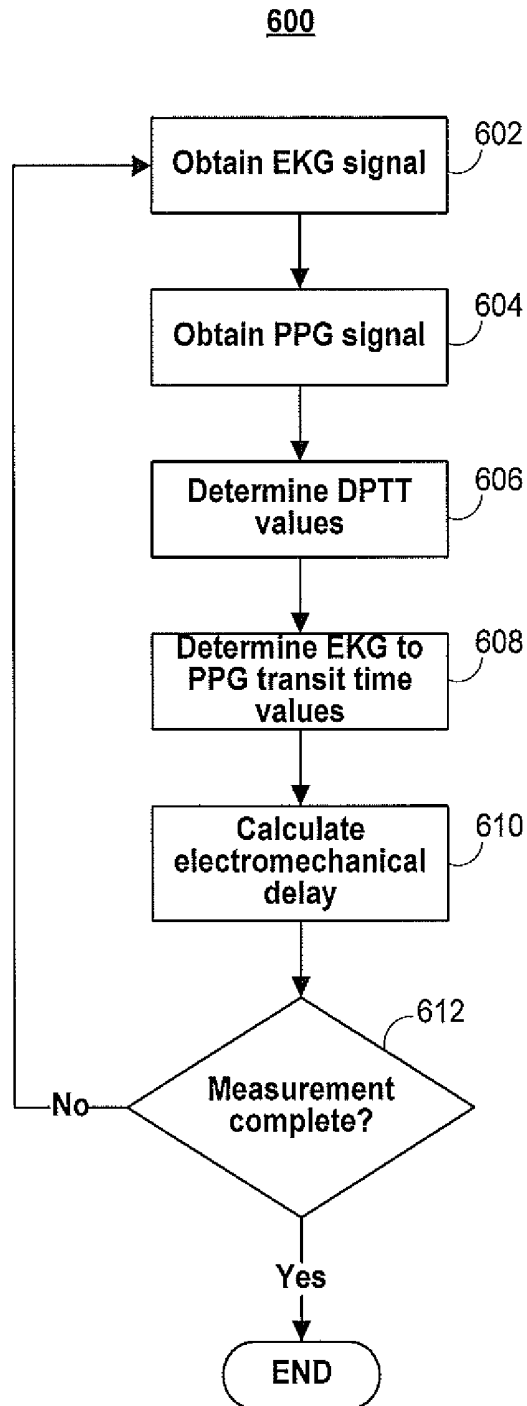 600
Obtain EKG signal
602
Obtain PPG signal
604
Determine DPTT
values
606
Determine EKG to
PPG transit time
values
608
Calculate
electromechanical
delay
610
612
Measurement
complete?
No
Yes
END